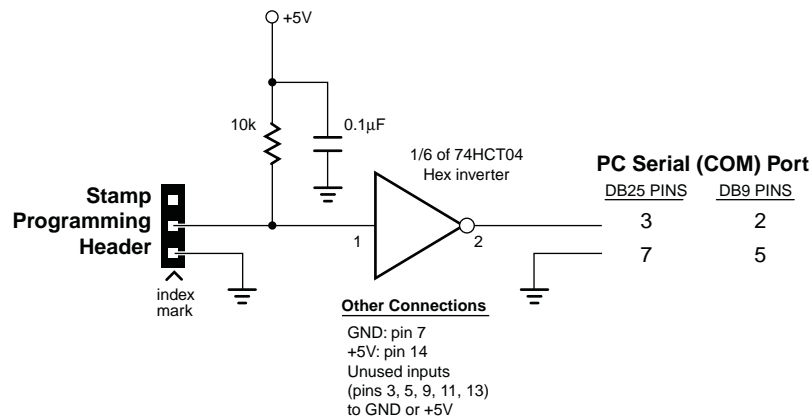 +5V
10k
0.1µF
1/6 of 74HCT04
Hex inverter
Stamp
Programming
Header
index
mark
1
2
PC Serial (COM) Port
DB25 PINS DB9 PINS
3 2
7 5
Other Connections
GND: pin 7
+5V: pin 14
Unused inputs
(pins 3, 5, 9, 11, 13)
to GND or +5V